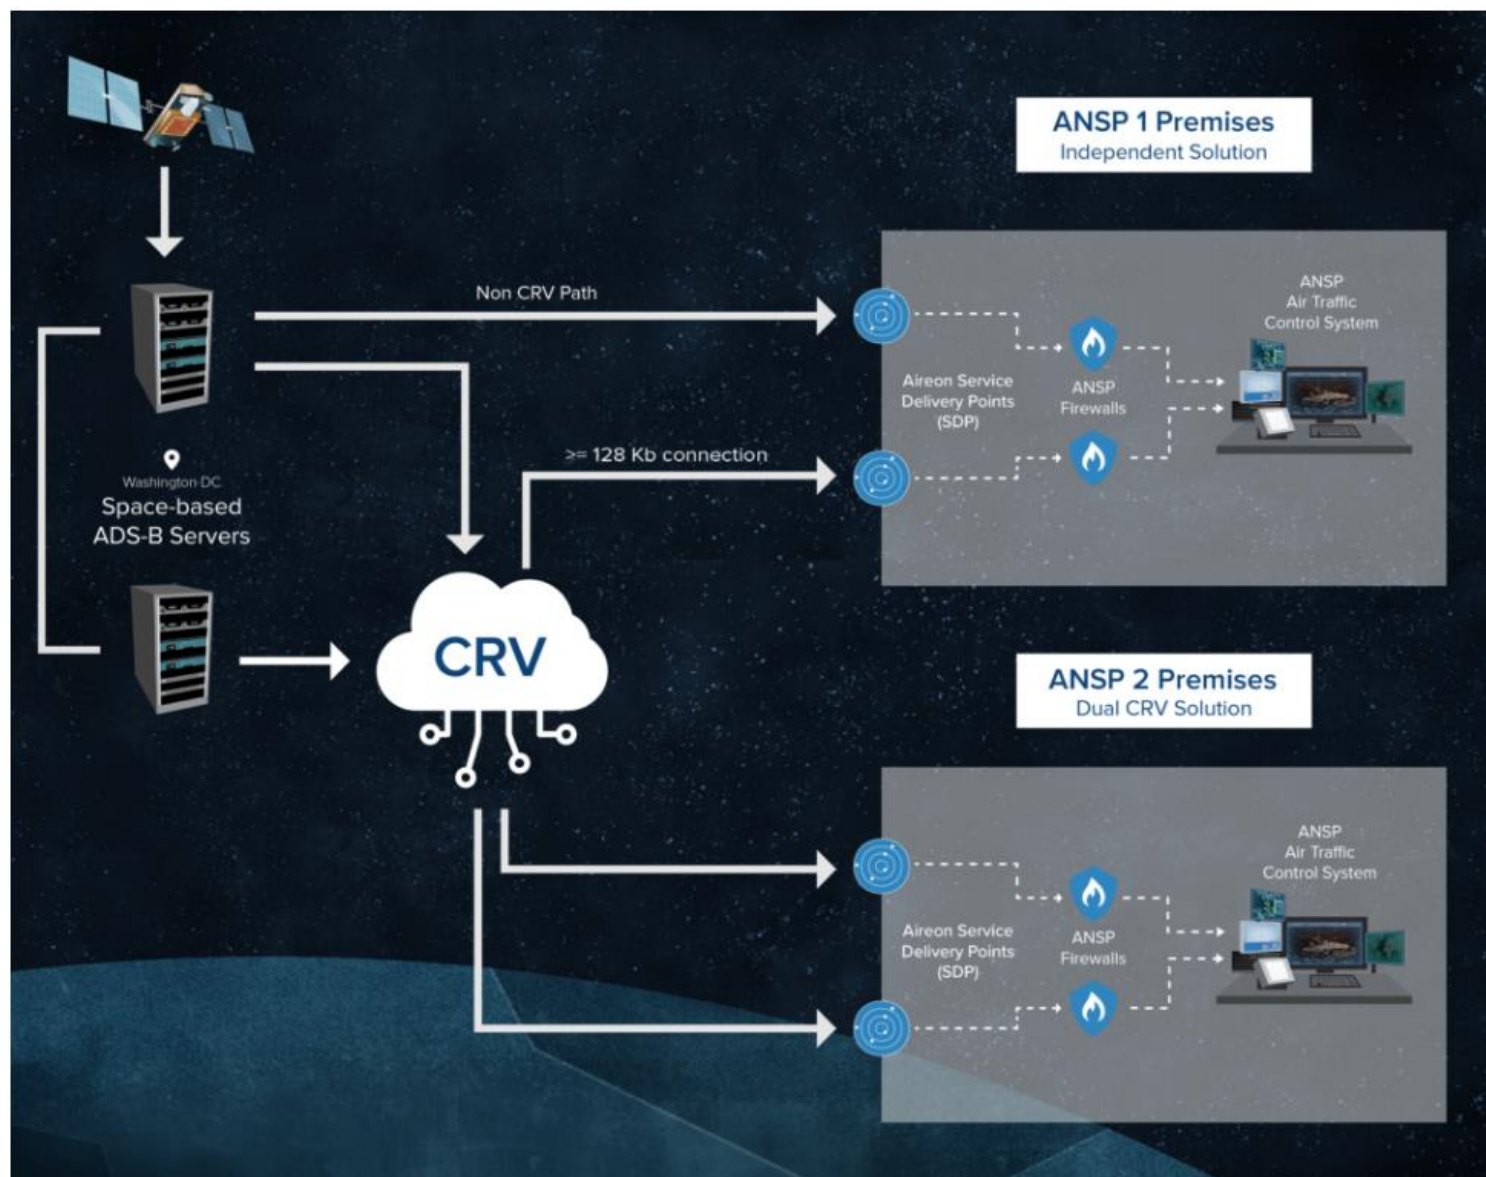 ANSP 1 Premises
Independent Solution
Non CRV Path
ANSP
Air Traffic
Control System
Aireon Service
Delivery Points
(SDP)
ANSP
Firewalls
>= 128 Kb connection
Washington DC
Space-based
ADS-B Servers
CRV
ANSP 2 Premises
Dual CRV Solution
ANSP
Air Traffic
Control System
Aireon Service
Delivery Points
(SDP)
ANSP
Firewalls